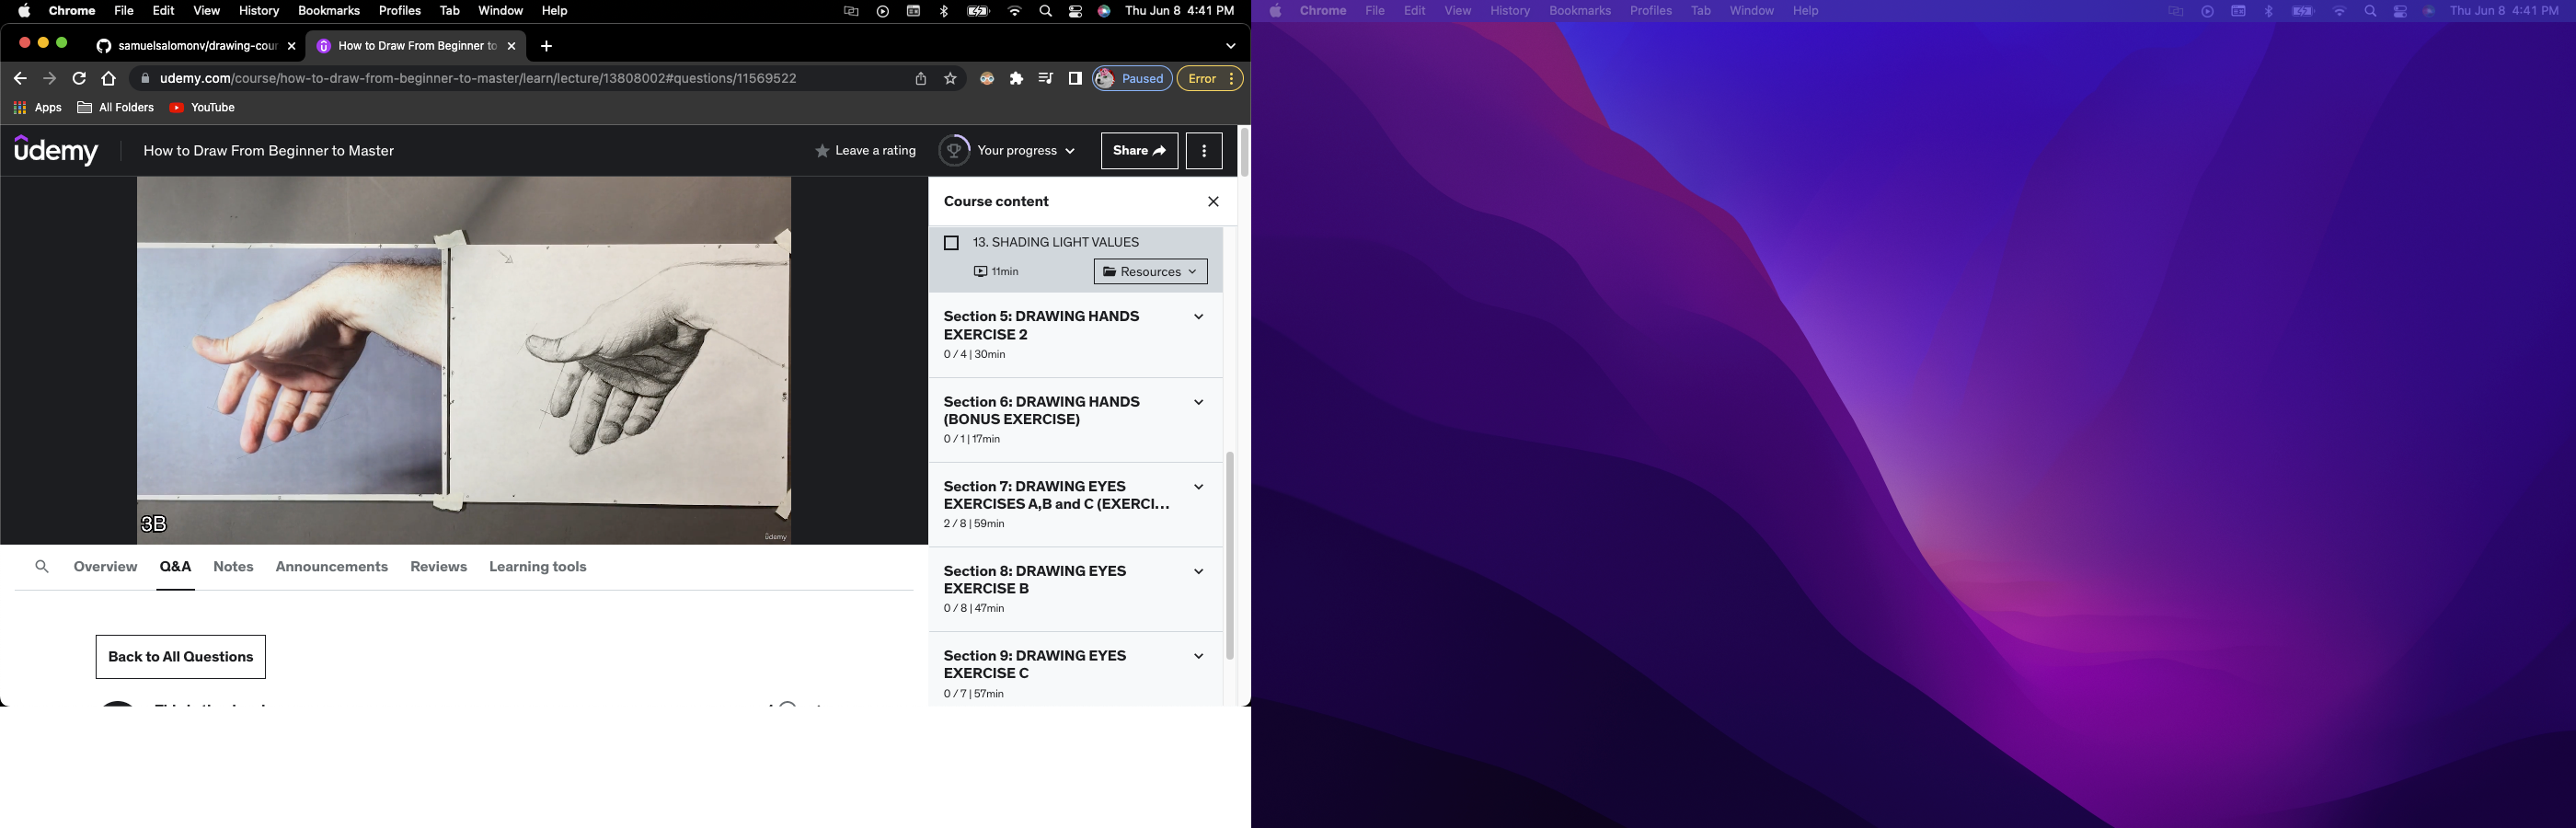 Chrome File Edit View History Bookmarks Profiles Tab Window Help Thu Jun 8 4:41 PM
samuelsalomonv/drawing-cour
How to Draw From Beginner to
udemy.com/course/how-to-draw-from-beginner-to-master/learn/lecture/13808002#questions/11569522
Paused
Error
Apps
All Folders
YouTube
udemy
How to Draw From Beginner to Master
Leave a rating
Your progress
Share
Course content
13. SHADING LIGHT VALUES
11min
Resources
Section 5: DRAWING HANDS
EXERCISE 2
0 / 4 | 30min
Section 6: DRAWING HANDS
(BONUS EXERCISE)
0 / 1 | 17min
Section 7: DRAWING EYES
EXERCISES A,B and C (EXERCI...
2 / 8 | 59min
Section 8: DRAWING EYES
EXERCISE B
0 / 8 | 47min
Section 9: DRAWING EYES
EXERCISE C
0 / 7 | 57min
3B
udemy
Overview Q&A Notes Announcements Reviews Learning tools
Back to All Questions
Chrome File Edit View History Bookmarks Profiles Tab Window Help Thu Jun 8 4:41 PM